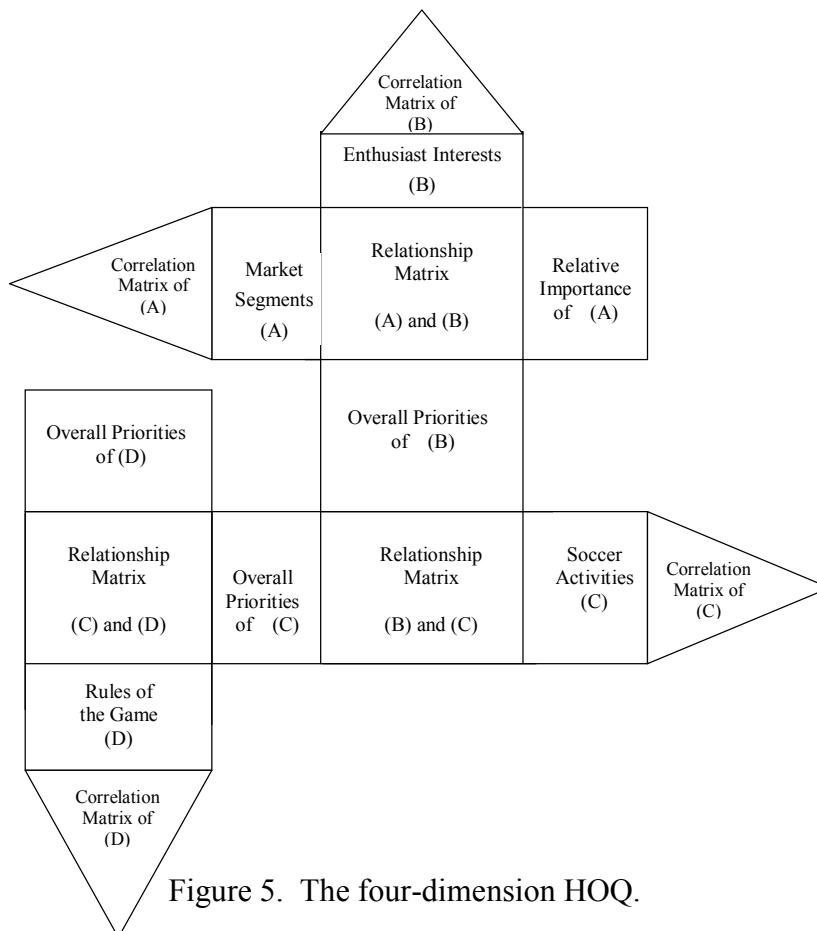 Correlation
Matrix of
(B)
Enthusiast Interests
(B)
Correlation
Matrix of
(A)
Market
Segments
(A)
Relationship
Matrix
(A) and (B)
Relative
Importance
of (A)
Overall Priorities
of (D)
Overall Priorities
of (B)
Relationship
Matrix
(C) and (D)
Overall
Priorities
of (C)
Relationship
Matrix
(B) and (C)
Soccer
Activities
(C)
Correlation
Matrix of
(C)
Rules of
the Game
(D)
Correlation
Matrix of
(D)
Figure 5. The four-dimension HOQ.